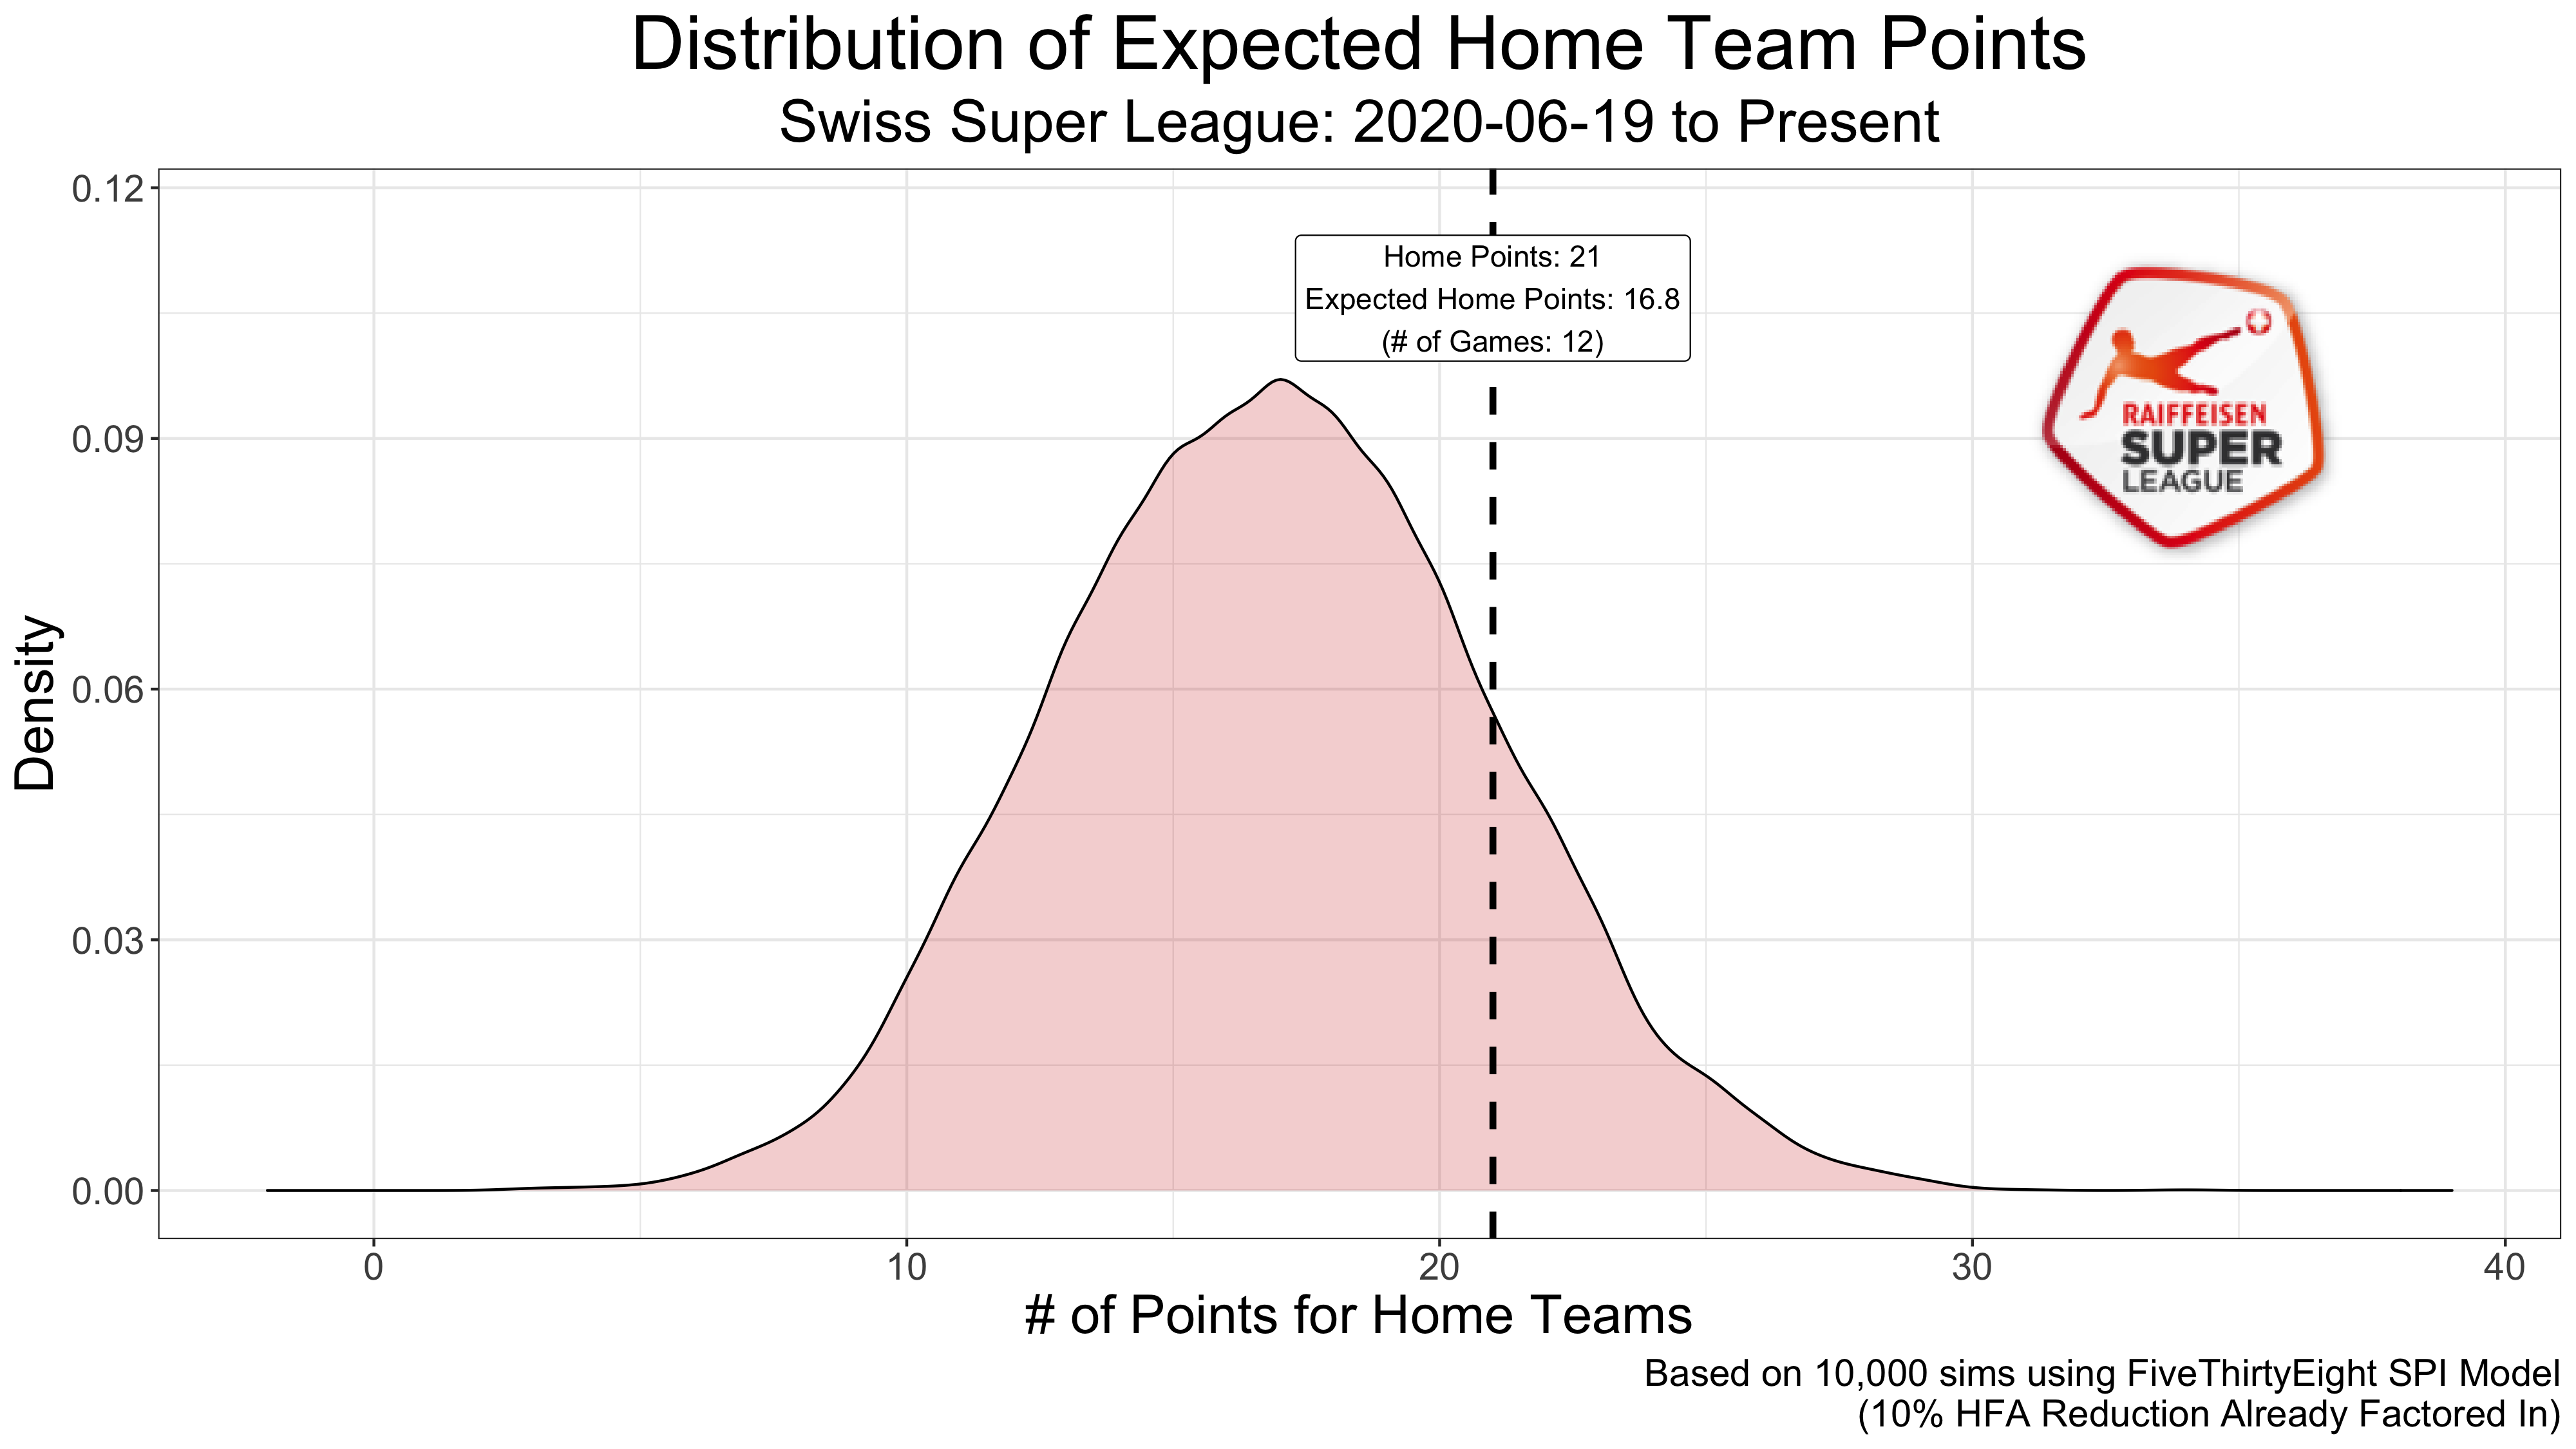 Distribution of Expected Home Team Points
Swiss Super League: 2020-06-19 to Present
0.12
0.09
0.06
0.03
0.00
Density
Home Points: 21
Expected Home Points: 16.8
(# of Games: 12)
RAIFFEISEN
SUPER
LEAGUE
0 10 20 30 40
# of Points for Home Teams
Based on 10,000 sims using FiveThirtyEight SPI Model
(10% HFA Reduction Already Factored In)